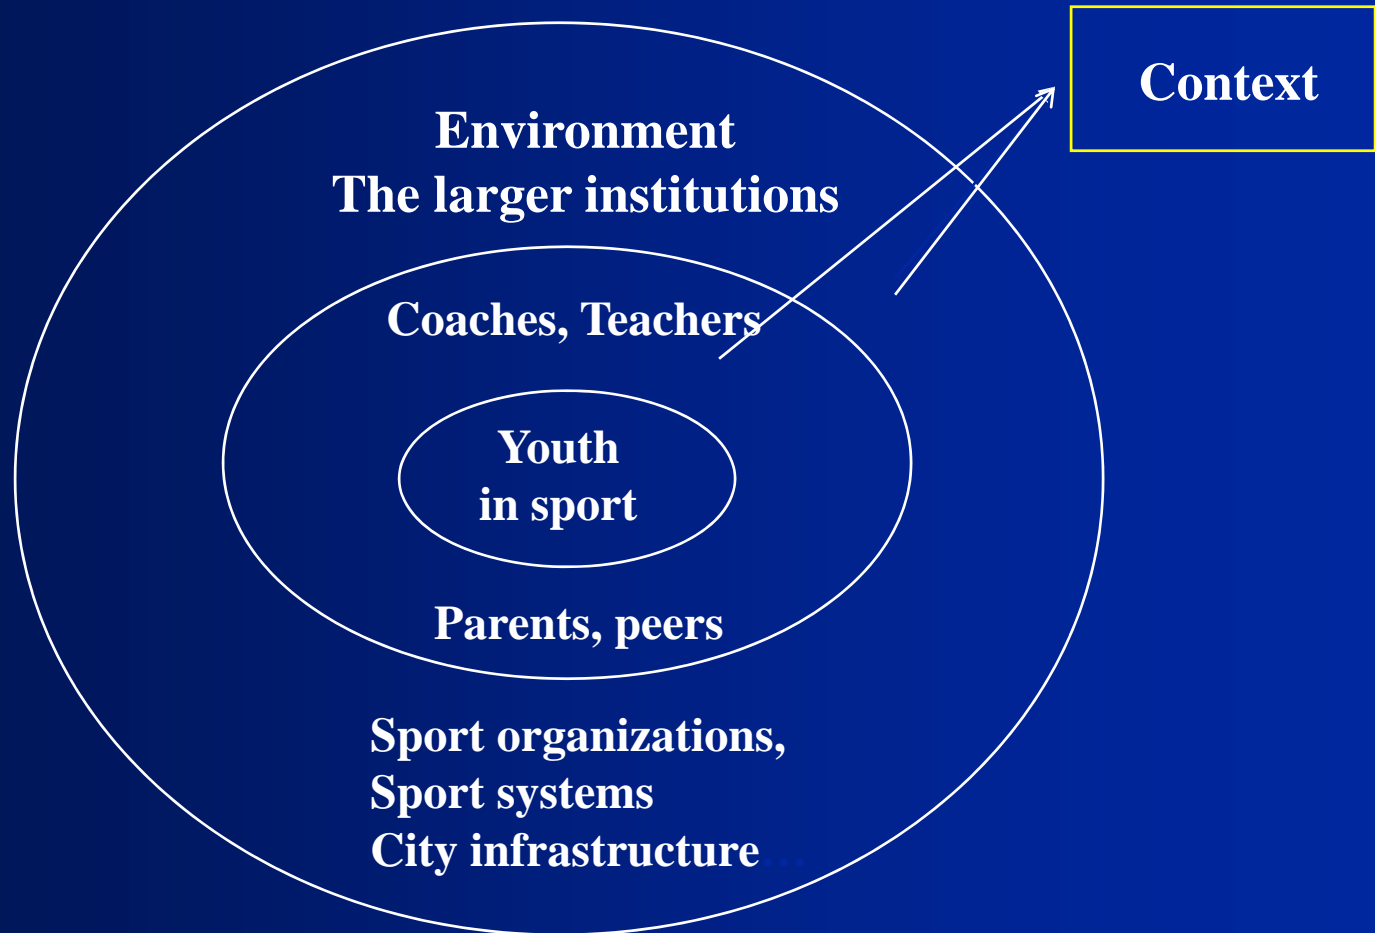 Context
Environment
The larger institutions
Coaches, Teachers
Youth
in sport
Parents, peers
Sport organizations,
Sport systems
City infrastructure…